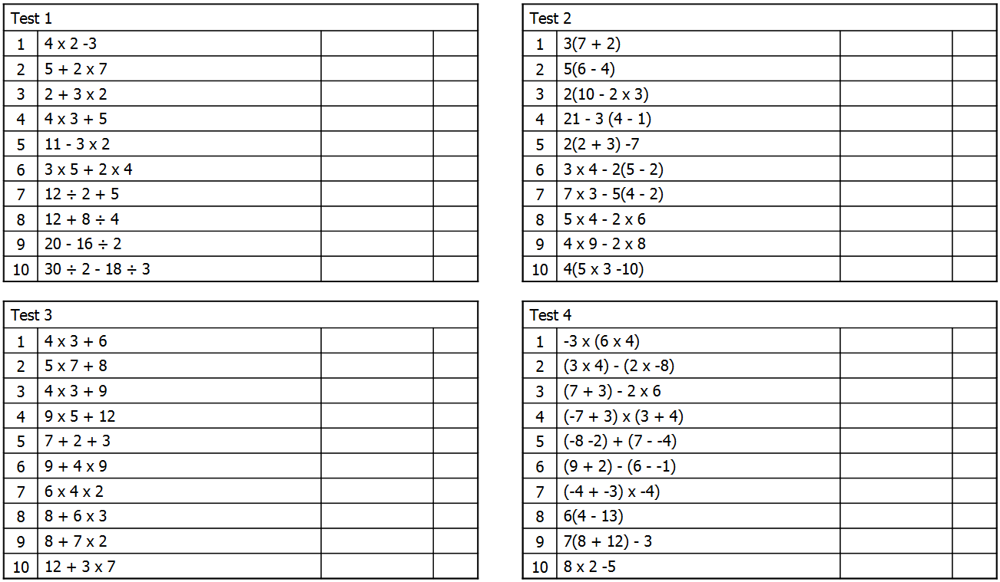 Test 1
1 4 x 2 -3
2 5 + 2 x 7
3 2 + 3 x 2
4 4 x 3 + 5
5 11 - 3 x 2
6 3 x 5 + 2 x 4
7 12 ÷ 2 + 5
8 12 + 8 ÷ 4
9 20 - 16 ÷ 2
10 30 ÷ 2 - 18 ÷ 3
Test 2
1 3(7 + 2)
2 5(6 - 4)
3 2(10 - 2 x 3)
4 21 - 3 (4 - 1)
5 2(2 + 3) -7
6 3 x 4 - 2(5 - 2)
7 7 x 3 - 5(4 - 2)
8 5 x 4 - 2 x 6
9 4 x 9 - 2 x 8
10 4(5 x 3 -10)
Test 3
1 4 x 3 + 6
2 5 x 7 + 8
3 4 x 3 + 9
4 9 x 5 + 12
5 7 + 2 + 3
6 9 + 4 x 9
7 6 x 4 x 2
8 8 + 6 x 3
9 8 + 7 x 2
10 12 + 3 x 7
Test 4
1 -3 x (6 x 4)
2 (3 x 4) - (2 x -8)
3 (7 + 3) - 2 x 6
4 (-7 + 3) x (3 + 4)
5 (-8 -2) + (7 - -4)
6 (9 + 2) - (6 - -1)
7 (-4 + -3) x -4)
8 6(4 - 13)
9 7(8 + 12) - 3
10 8 x 2 -5